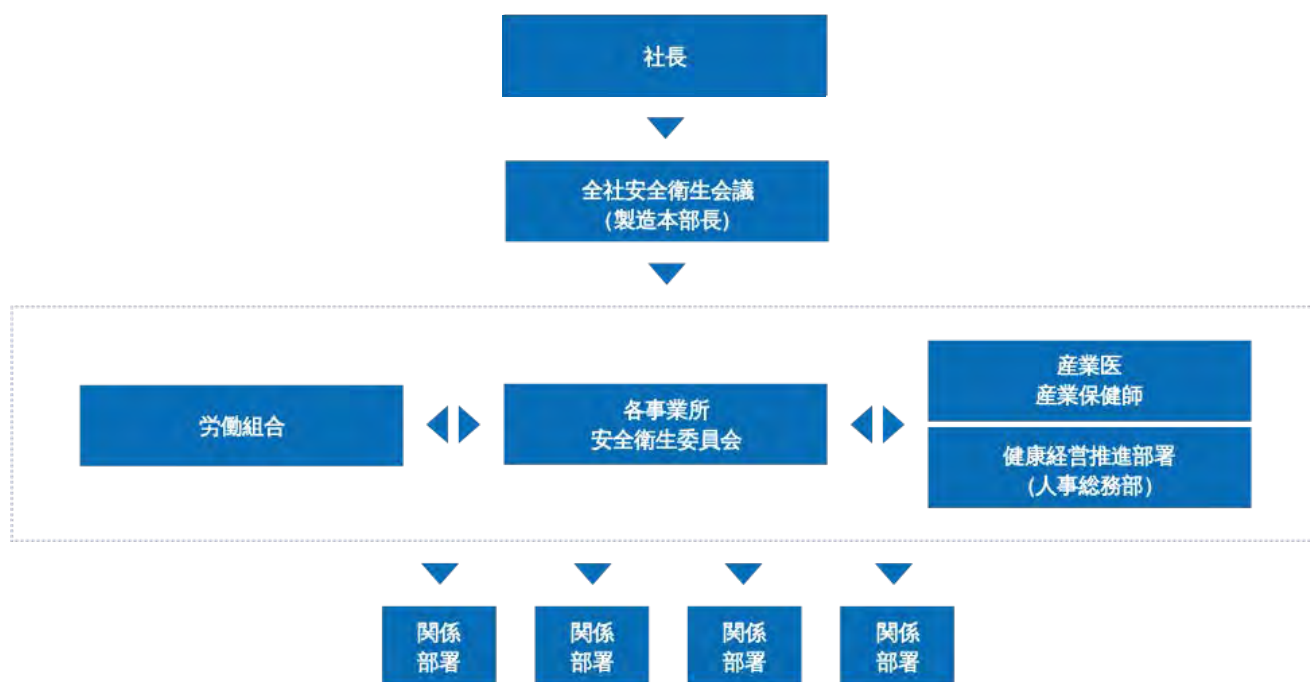 社長
全社安全衛生会議
（製造本部長）
労働組合
各事業所
安全衛生委員会
産業医
産業保健師
健康経営推進部署
（人事総務部）
関係
部署
関係
部署
関係
部署
関係
部署